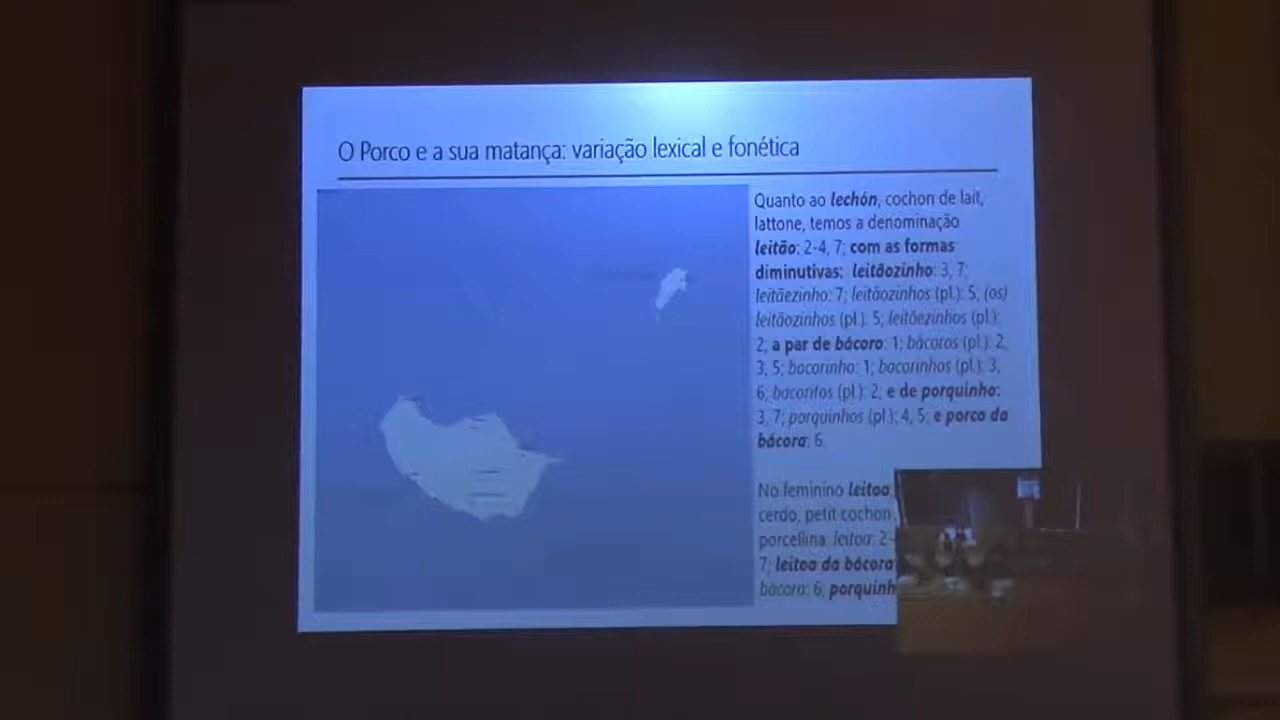 O Porco e a sua matança: variação lexical e fonética
Quanto ao lechón, cochon de lait,
lattone, temos a denominação
leitão: 2-4, 7; com as formas
diminutivas: leitãozinho: 3, 7;
leitãezinho: 7; leitãozinhos (pl.): 5, (os)
leitãozinhos (pl.): 5; leitõezinhos (pl.):
2; a par de bácoro: 1; bácoros (pl.): 2,
3, 5; bacorinho: 1; bacorinhos (pl.): 3,
6; bacoritos (pl.): 2; e de porquinho:
3, 7; porquinhos (pl.): 4, 5; e porco da
bácora: 6.
No feminino leitoa,
cerdo, petit cochon,
porcellina: leitoa: 2-
7; leitoa da bácora
bácora: 6; porquinh